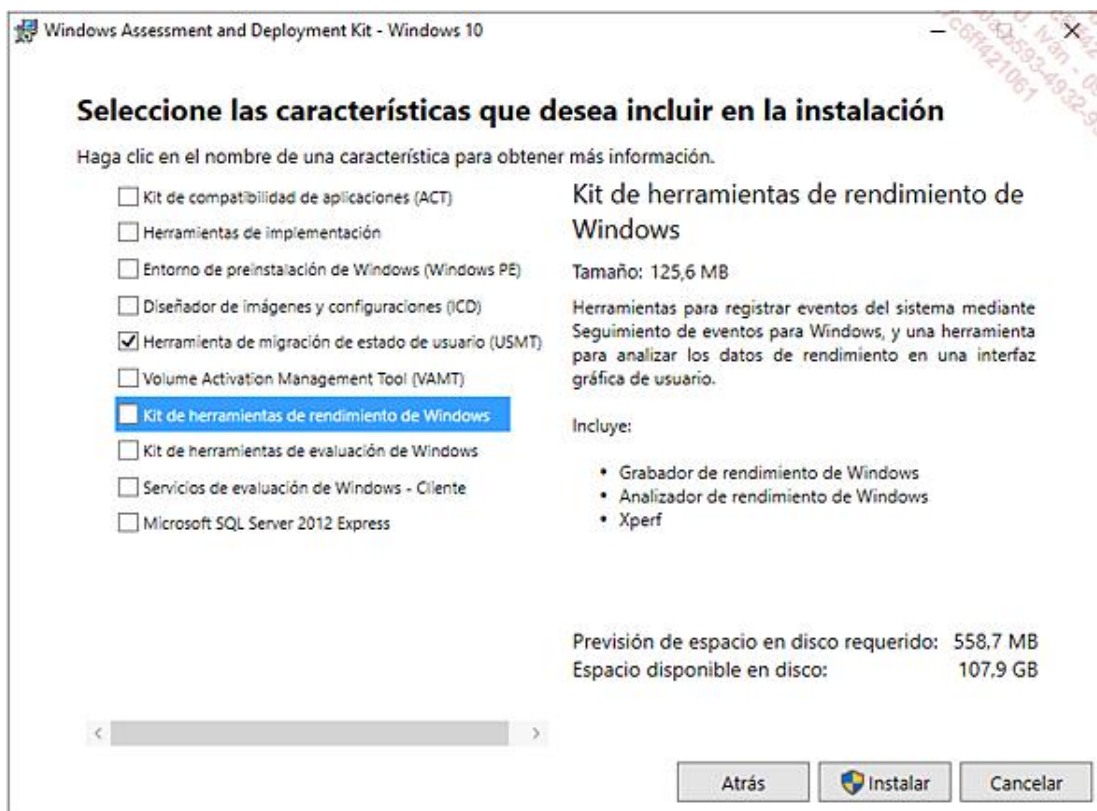 Windows Assessment and Deployment Kit - Windows 10
Seleccione las características que desea incluir en la instalación
Haga clic en el nombre de una característica para obtener más información.
Kit de compatibilidad de aplicaciones (ACT)
Herramientas de implementación
Entorno de preinstalación de Windows (Windows PE)
Diseñador de imágenes y configuraciones (ICD)
Herramienta de migración de estado de usuario (USMT)
Volume Activation Management Tool (VAMT)
Kit de herramientas de rendimiento de Windows
Kit de herramientas de evaluación de Windows
Servicios de evaluación de Windows - Cliente
Microsoft SQL Server 2012 Express
Kit de herramientas de rendimiento de
Windows
Tamaño: 125,6 MB
Herramientas para registrar eventos del sistema mediante
Seguimiento de eventos para Windows, y una herramienta
para analizar los datos de rendimiento en una interfaz
gráfica de usuario.
Incluye:
• Grabador de rendimiento de Windows
• Analizador de rendimiento de Windows
• Xperf
Previsión de espacio en disco requerido: 558,7 MB
Espacio disponible en disco: 107,9 GB
Atrás
Instalar
Cancelar